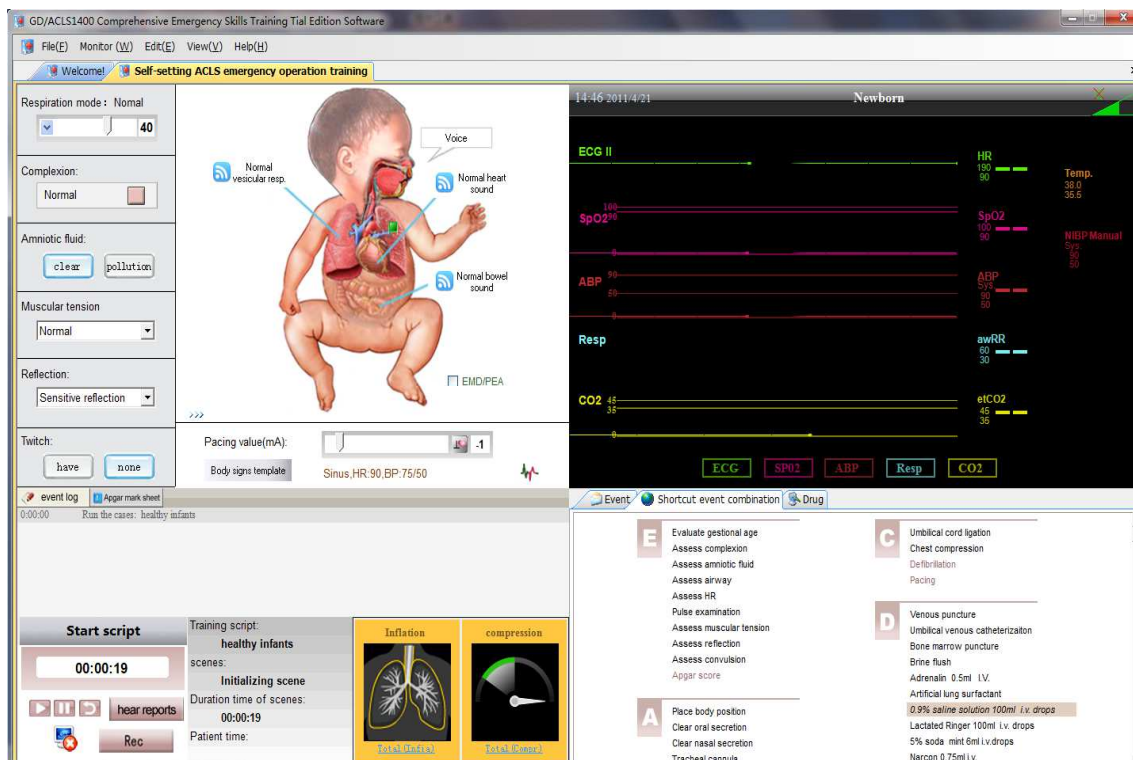 GD/ACLS1400 Comprehensive Emergency Skills Training Tial Edition Software
File(F) Monitor (W) Edit(E) View(V) Help(H)
Welcome! Self-setting ACLS emergency operation training
Respiration mode: Nomal
40
Complexion:
Normal
Amniotic fluid:
clear pollution
Muscular tension
Normal
Reflection:
Sensitive reflection
Twitch:
have none
Voice
Normal
vesicular resp.
Normal heart
sound
Normal bowel
sound
EMD/PEA
>>>
Pacing value(mA):
-1
Body signs template
Sinus,HR:90,BP:75/50
14:46 2011/4/21 Newborn
ECG II
HR
190
90
Temp.
38.0
35.5
100
SpO2 90
0
SpO2
100
90
NIBP Manual
Sys.
90
50
ABP 90
50
0
ABP
Sys
90
50
Resp
awRR
60
30
CO2 45
35
0
etCO2
45
35
ECG SPO2 ABP Resp CO2
event log Apgar mark sheet
0:00:00 Run the cases: healthy infants
Start script
00:00:19
hear reports
Rec
Training script:
healthy infants
scenes:
Initializing scene
Duration time of scenes:
00:00:19
Patient time:
Inflation
Total(Infla)
compression
Total(Compr)
Event Shortcut event combination Drug
E
Evaluate gestional age
Assess complexion
Assess amniotic fluid
Assess airway
Assess HR
Pulse examination
Assess muscular tension
Assess reflection
Assess convulsion
Apgar score
A
Place body position
Clear oral secretion
Clear nasal secretion
Tracheal cannula
C
Umbilical cord ligation
Chest compression
Defibrillation
Pacing
D
Venous puncture
Umbilical venous catheterizaiton
Bone marrow puncture
Brine flush
Adrenalin 0.5ml I.V.
Artificial lung surfactant
0.9% saline solution 100ml i.v. drops
Lactated Ringer 100ml i.v. drops
5% soda mint 6ml i.v.drops
Narcon 0.75ml i.v.